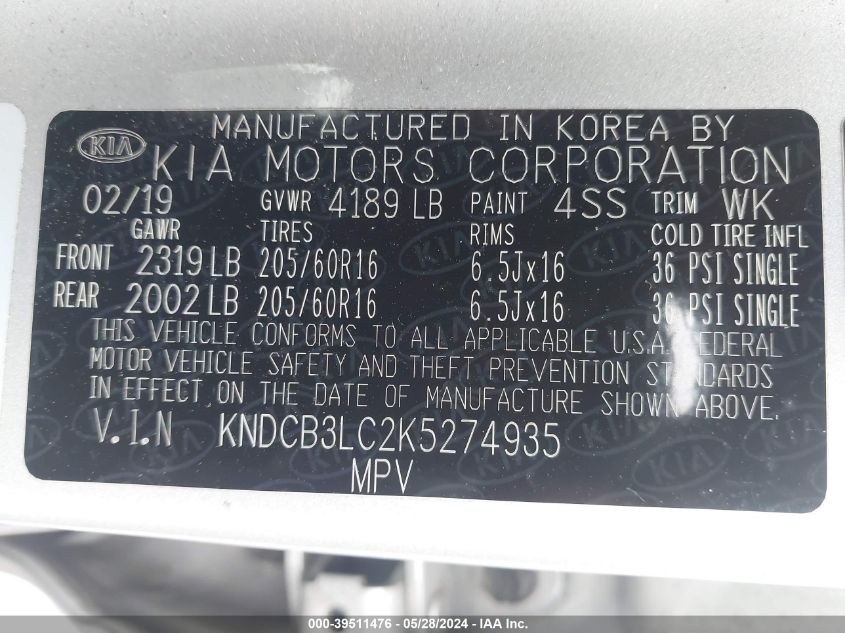 MANUFACTURED IN KOREA BY
KIA KIA MOTORS CORPORATION
02/19 GVWR 4189 LB PAINT 4SS TRIM WK
GAWR TIRES RIMS COLD TIRE INFL
FRONT 2319 LB 205/60R16 6.5Jx16 36 PSI SINGLE
REAR 2002 LB 205/60R16 6.5Jx16 36 PSI SINGLE
THIS VEHICLE CONFORMS TO ALL APPLICABLE U.S.A. FEDERAL
MOTOR VEHICLE SAFETY AND THEFT PREVENTION STANDARDS
IN EFFECT ON THE DATE OF MANUFACTURE SHOWN ABOVE.
V.I.N KNDCB3LC2K5274935
MPV
000-39511476 - 05/28/2024 - IAA Inc.